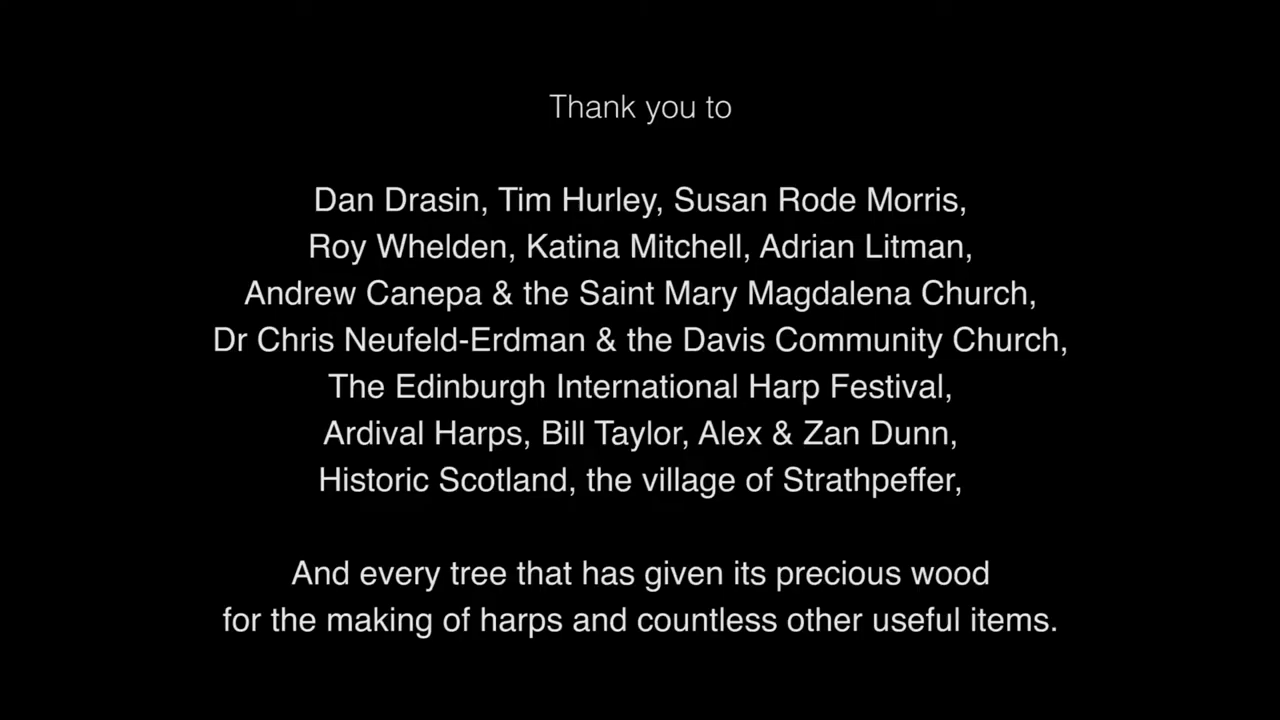 Thank you to
Dan Drasin, Tim Hurley, Susan Rode Morris,
Roy Whelden, Katina Mitchell, Adrian Litman,
Andrew Canepa & the Saint Mary Magdalena Church,
Dr Chris Neufeld-Erdman & the Davis Community Church,
The Edinburgh International Harp Festival,
Ardival Harps, Bill Taylor, Alex & Zan Dunn,
Historic Scotland, the village of Strathpeffer,
And every tree that has given its precious wood
for the making of harps and countless other useful items.